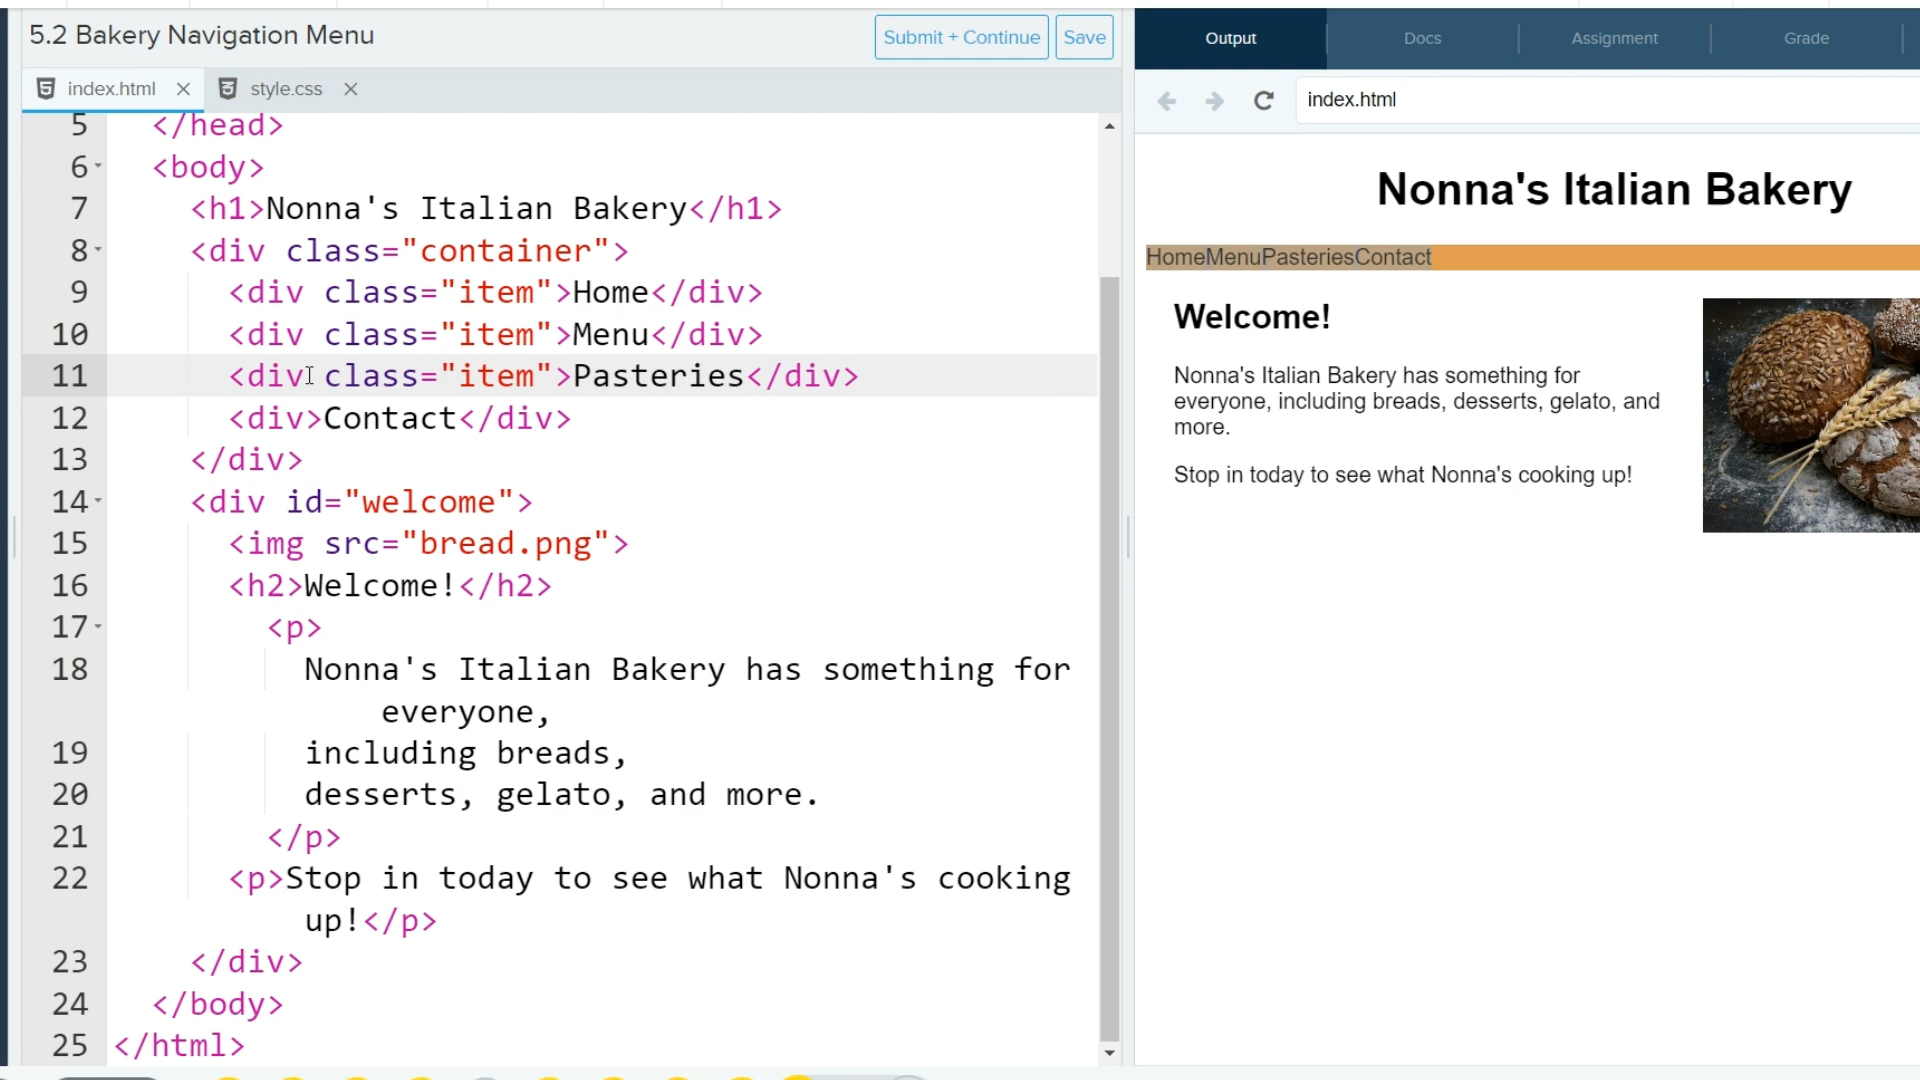 5.2 Bakery Navigation Menu
Submit + Continue
Save
index.html
style.css
5 </head>
6 <body>
7 <h1>Nonna's Italian Bakery</h1>
8 <div class="container">
9 <div class="item">Home</div>
10 <div class="item">Menu</div>
11 <div class="item">Pasteries</div>
12 <div>Contact</div>
13 </div>
14 <div id="welcome">
15 <img src="bread.png">
16 <h2>Welcome!</h2>
17 <p>
18 Nonna's Italian Bakery has something for
everyone,
19 including breads,
20 desserts, gelato, and more.
21 </p>
22 <p>Stop in today to see what Nonna's cooking
up!</p>
23 </div>
24 </body>
25 </html>
Output
Docs
Assignment
Grade
index.html
Nonna's Italian Bakery
HomeMenuPasteriesContact
Welcome!
Nonna's Italian Bakery has something for
everyone, including breads, desserts, gelato, and
more.
Stop in today to see what Nonna's cooking up!